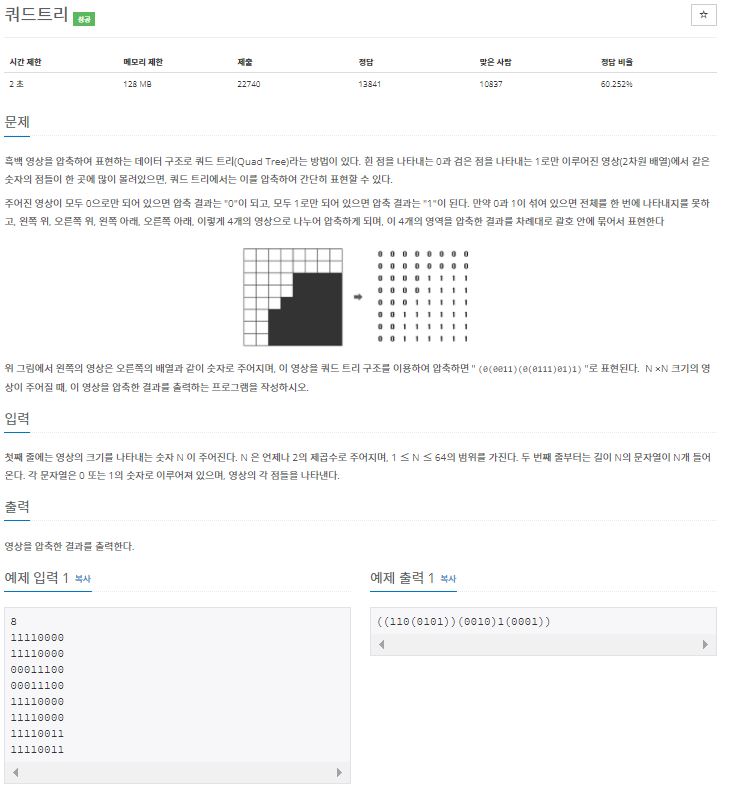 쿼드트리 성공
☆
시간 제한 메모리 제한 제출 정답 맞은 사람 정답 비율
2 초 128 MB 22740 13841 10837 60.252%
문제
흑백 영상을 압축하여 표현하는 데이터 구조로 쿼드 트리(Quad Tree)라는 방법이 있다. 흰 점을 나타내는 0과 검은 점을 나타내는 1로만 이루어진 영상(2차원 배열)에서 같은
숫자의 점들이 한 곳에 많이 몰려있으면, 쿼드 트리에서는 이를 압축하여 간단히 표현할 수 있다.
주어진 영상이 모두 0으로만 되어 있으면 압축 결과는 "0"이 되고, 모두 1로만 되어 있으면 압축 결과는 "1"이 된다. 만약 0과 1이 섞여 있으면 전체를 한 번에 나타내지를 못하
고, 왼쪽 위, 오른쪽 위, 왼쪽 아래, 오른쪽 아래, 이렇게 4개의 영상으로 나누어 압축하게 되며, 이 4개의 영역을 압축한 결과를 차례대로 괄호 안에 묶어서 표현한다
0 0 0 0 0 0 0 0
0 0 0 0 0 0 0 0
0 0 0 0 1 1 1 1
0 0 0 0 1 1 1 1
0 0 0 1 1 1 1 1
0 0 1 1 1 1 1 1
0 0 1 1 1 1 1 1
0 0 1 1 1 1 1 1
위 그림에서 왼쪽의 영상은 오른쪽의 배열과 같이 숫자로 주어지며, 이 영상을 쿼드 트리 구조를 이용하여 압축하면 " (0(0011)(0(0111)01)1) "로 표현된다. N ×N 크기의 영
상이 주어질 때, 이 영상을 압축한 결과를 출력하는 프로그램을 작성하시오.
입력
첫째 줄에는 영상의 크기를 나타내는 숫자 N 이 주어진다. N 은 언제나 2의 제곱수로 주어지며, 1 ≤ N ≤ 64의 범위를 가진다. 두 번째 줄부터는 길이 N의 문자열이 N개 들어
온다. 각 문자열은 0 또는 1의 숫자로 이루어져 있으며, 영상의 각 점들을 나타낸다.
출력
영상을 압축한 결과를 출력한다.
예제 입력 1 복사
8
11110000
11110000
00011100
00011100
11110000
11110000
11110011
11110011
예제 출력 1 복사
((110(0101))(0010)1(0001))